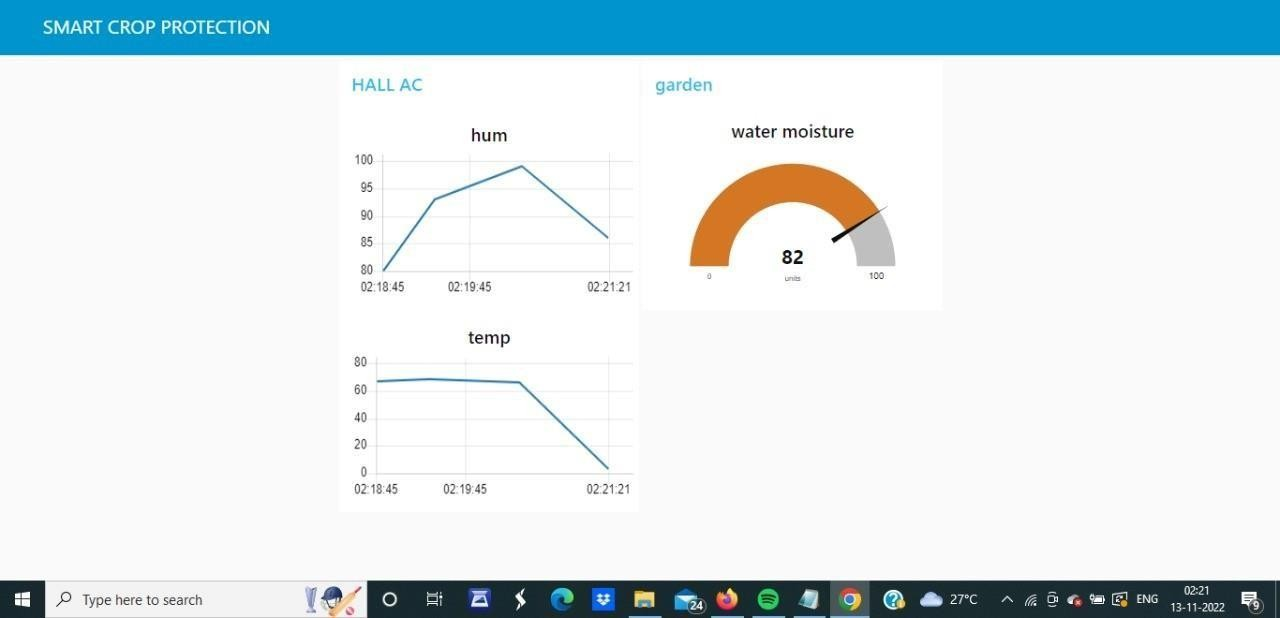 SMART CROP PROTECTION
HALL AC
hum
100
95
90
85
80
02:18:45 02:19:45 02:21:21
temp
80
60
40
20
0
02:18:45 02:19:45 02:21:21
garden
water moisture
82
units
0 100
Type here to search
24
27°C
ENG
02:21
13-11-2022
9